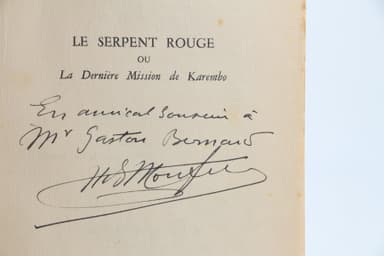 LE SERPENT ROUGE
OU
La Dernière Mission de Karembo
En amical souvenir à
Mr Gaston Bernard